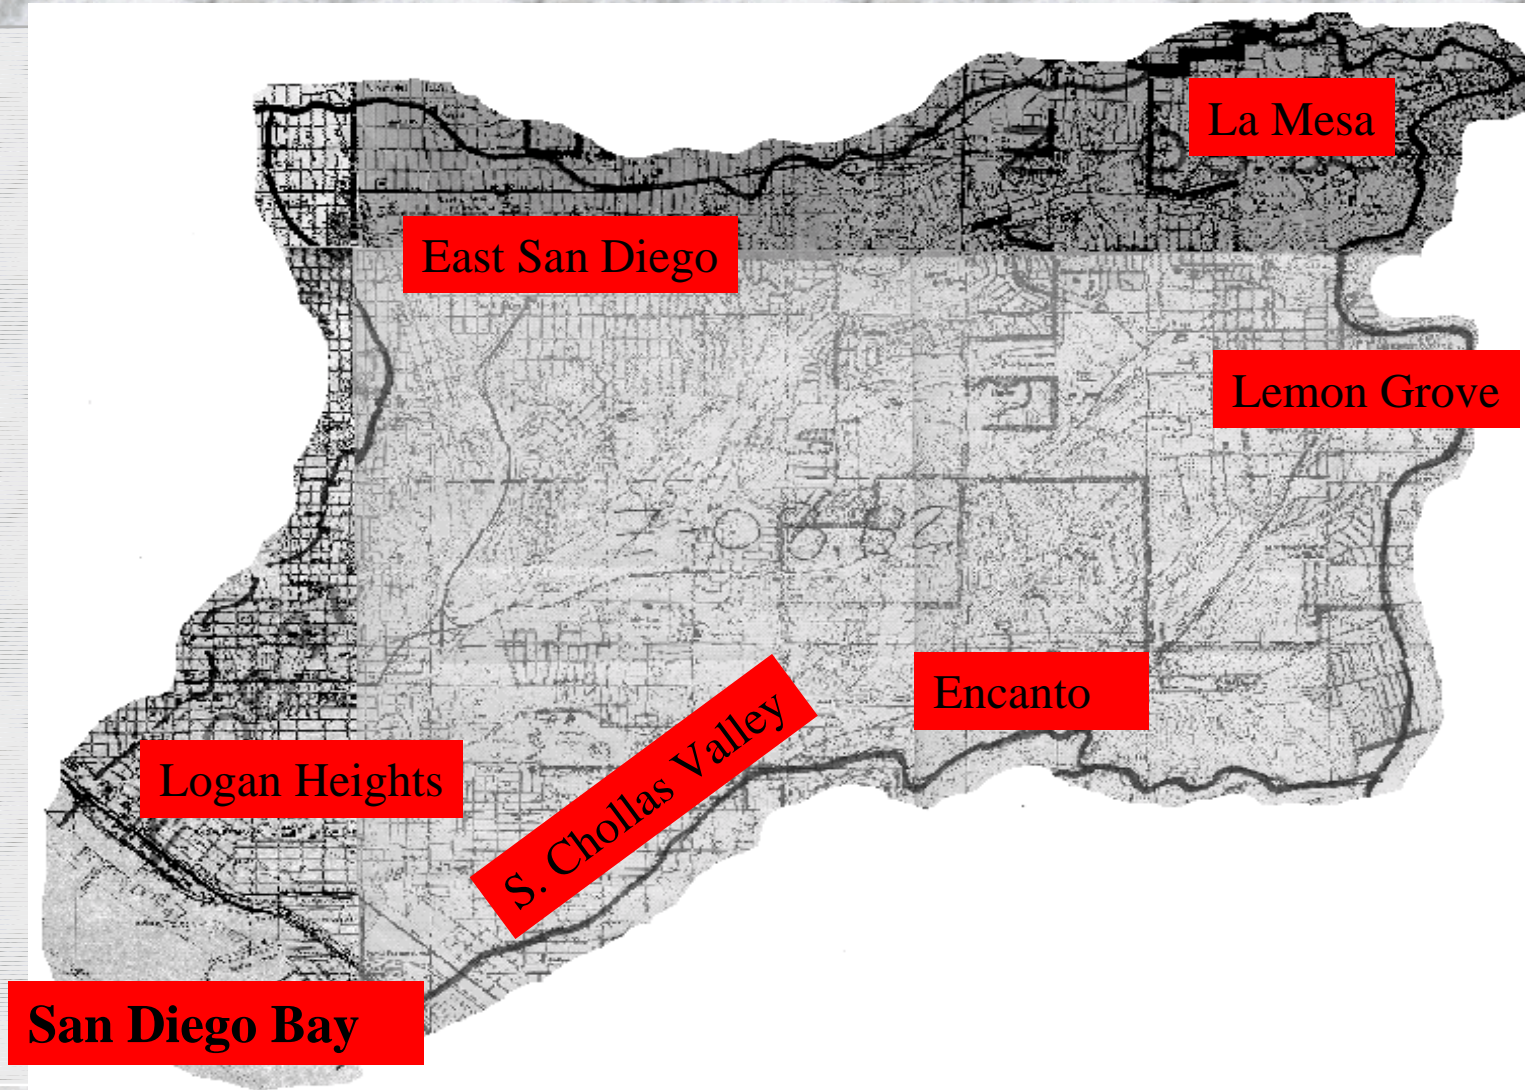 La Mesa
East San Diego
Lemon Grove
Encanto
S. Chollas Valley
Logan Heights
San Diego Bay